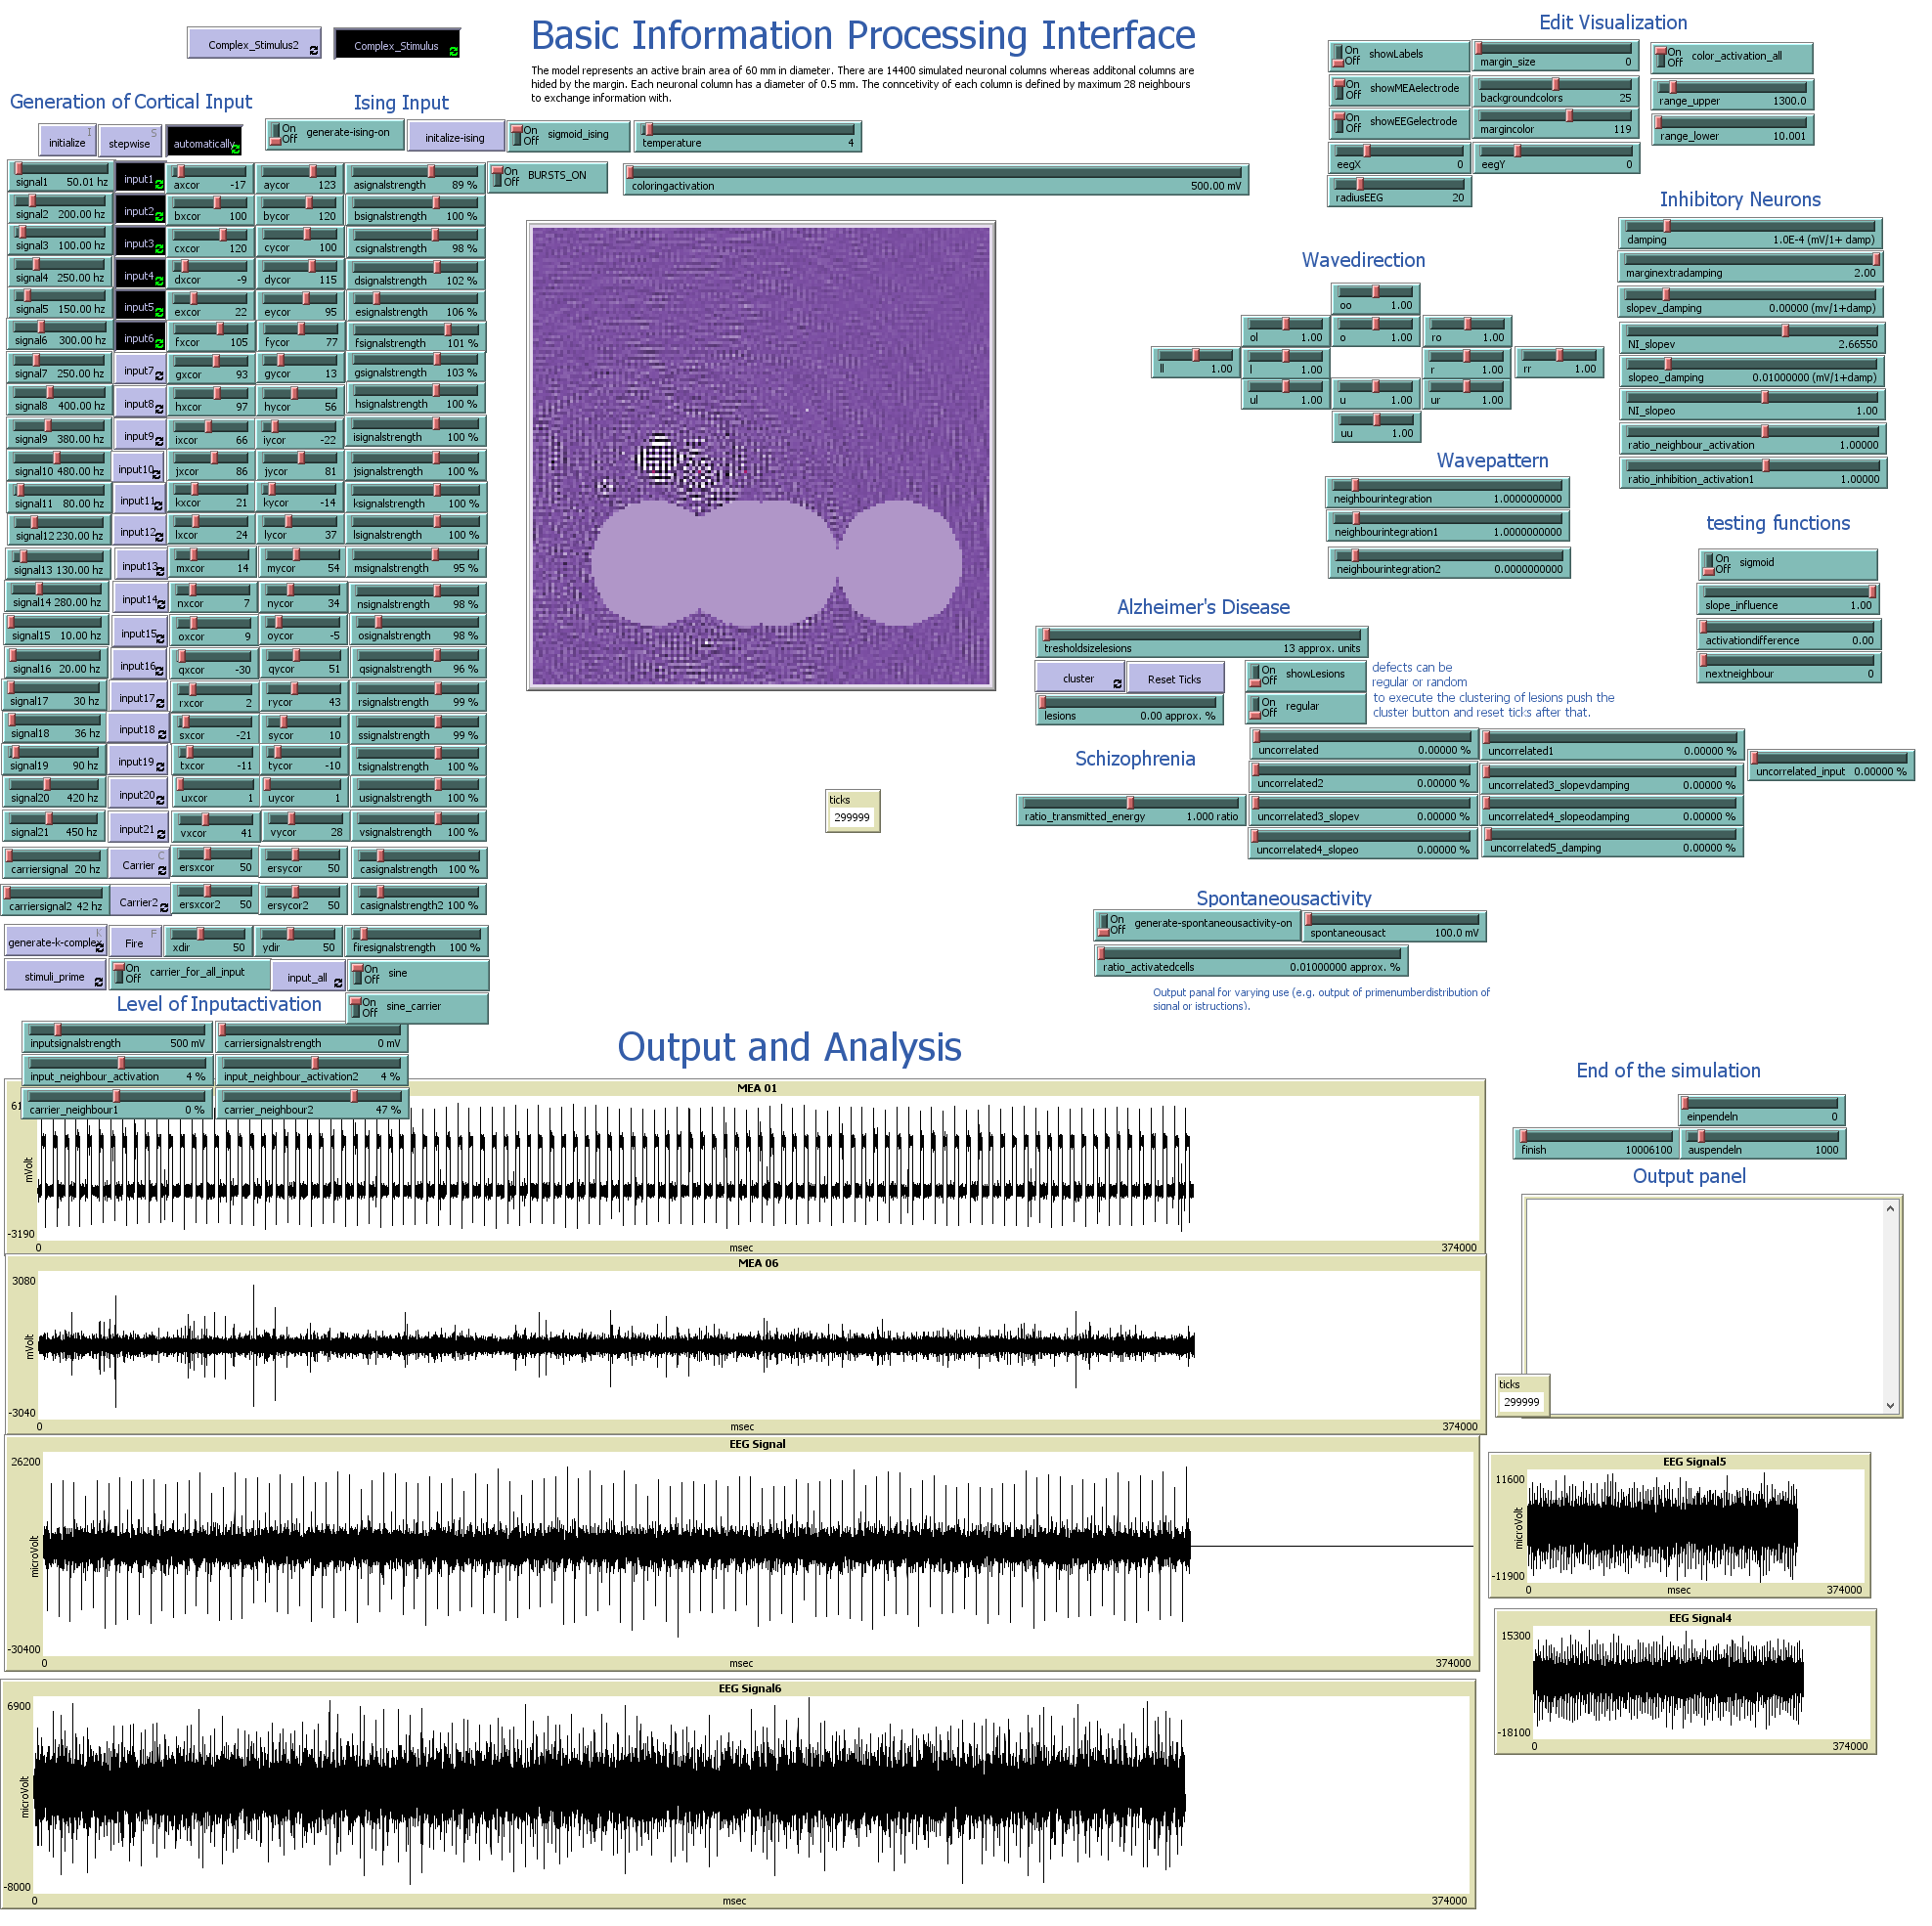 Complex_Stimulus2
Complex_Stimulus
Basic Information Processing Interface
The model represents an active brain area of 60 mm in diameter. There are 14400 simulated neuronal columns whereas additonal columns are
hided by the margin. Each neuronal column has a diameter of 0.5 mm. The conncetivity of each column is defined by maximum 28 neighbours
to exchange information with.
Edit Visualization
On Off showLabels
margin_size 0
On Off color_activation_all
On Off showMEAelectrode
backgroundcolors 25
range_upper 1300.0
On Off showEEGelectrode
margincolor 119
range_lower 10.001
eegX 0
eegY 0
radiusEEG 20
Generation of Cortical Input
Ising Input
I initialize
S stepwise
automatically
On Off generate-ising-on
initalize-ising
On Off sigmoid_ising
temperature 4
On Off BURSTS_ON
coloringactivation 500.00 mV
signal1 50.01 hz input1 axcor -17 aycor 123 asignalstrength 89 %
signal2 200.00 hz input2 bxcor 100 bycor 120 bsignalstrength 100 %
signal3 100.00 hz input3 cxcor 120 cycor 100 csignalstrength 98 %
signal4 250.00 hz input4 dxcor -9 dycor 115 dsignalstrength 102 %
signal5 150.00 hz input5 excor 22 eycor 95 esignalstrength 106 %
signal6 300.00 hz input6 fxcor 105 fycor 77 fsignalstrength 101 %
signal7 250.00 hz input7 gxcor 93 gycor 13 gsignalstrength 103 %
signal8 400.00 hz input8 hxcor 97 hycor 56 hsignalstrength 100 %
signal9 380.00 hz input9 ixcor 66 iycor -22 isignalstrength 100 %
signal10 480.00 hz input10 jxcor 86 jycor 81 jsignalstrength 100 %
signal11 80.00 hz input11 kxcor 21 kycor -14 ksignalstrength 100 %
signal12 230.00 hz input12 lxcor 24 lycor 37 lsignalstrength 100 %
signal13 130.00 hz input13 mxcor 14 mycor 54 msignalstrength 95 %
signal14 280.00 hz input14 nxcor 7 nycor 34 nsignalstrength 98 %
signal15 10.00 hz input15 oxcor 9 oycor -5 osignalstrength 98 %
signal16 20.00 hz input16 qxcor -30 qycor 51 qsignalstrength 96 %
signal17 30 hz input17 rxcor 2 rycor 43 rsignalstrength 99 %
signal18 36 hz input18 sxcor -21 sycor 10 ssignalstrength 99 %
signal19 90 hz input19 txcor -11 tycor -10 tsignalstrength 100 %
signal20 420 hz input20 uxcor 1 uycor 1 usignalstrength 100 %
signal21 450 hz input21 vxcor 41 vycor 28 vsignalstrength 100 %
carriersignal 20 hz C Carrier ersxcor 50 ersycor 50 casignalstrength 100 %
carriersignal2 42 hz Carrier2 ersxcor2 50 ersycor2 50 casignalstrength2 100 %
K generate-k-complex F Fire xdir 50 ydir 50 firesignalstrength 100 %
stimuli_prime On Off carrier_for_all_input input_all On Off sine
On Off sine_carrier
Level of Inputactivation
inputsignalstrength 500 mV
carriersignalstrength 0 mV
input_neighbour_activation 4 %
input_neighbour_activation2 4 %
carrier_neighbour1 0 %
carrier_neighbour2 47 %
Inhibitory Neurons
damping 1.0E-4 (mV/1+ damp)
marginextradamping 2.00
slopev_damping 0.00000 (mv/1+damp)
NI_slopev 2.66550
slopeo_damping 0.01000000 (mV/1+damp)
NI_slopeo 1.00
ratio_neighbour_activation 1.00000
ratio_inhibition_activation1 1.00000
Wavedirection
oo 1.00
ol 1.00 o 1.00 ro 1.00
ll 1.00 l 1.00 r 1.00 rr 1.00
ul 1.00 u 1.00 ur 1.00
uu 1.00
Wavepattern
neighbourintegration 1.0000000000
neighbourintegration1 1.0000000000
neighbourintegration2 0.0000000000
testing functions
On Off sigmoid
slope_influence 1.00
activationdifference 0.00
nextneighbour 0
Alzheimer's Disease
tresholdsizelesions 13 approx. units
cluster
Reset Ticks
On Off showLesions
lesions 0.00 approx. %
On Off regular
defects can be
regular or random
to execute the clustering of lesions push the
cluster button and reset ticks after that.
Schizophrenia
uncorrelated 0.00000 %
uncorrelated1 0.00000 %
uncorrelated_input 0.00000 %
uncorrelated2 0.00000 %
uncorrelated3_slopevdamping 0.00000 %
ratio_transmitted_energy 1.000 ratio
uncorrelated3_slopev 0.00000 %
uncorrelated4_slopeodamping 0.00000 %
uncorrelated4_slopeo 0.00000 %
uncorrelated5_damping 0.00000 %
ticks
299999
Spontaneousactivity
On Off generate-spontaneousactivity-on
spontaneousact 100.0 mV
ratio_activatedcells 0.01000000 approx. %
Output panal for varying use (e.g. output of primenumberdistribution of
signal or istructions).
Output and Analysis
MEA 01
mVolt
-3190
0 msec 374000
MEA 06
3080
mVolt
-3040
0 msec 374000
EEG Signal
26200
microVolt
-30400
0 msec 374000
EEG Signal6
6900
microVolt
-8000
0 msec 374000
End of the simulation
einpendeln 0
finish 10006100
auspendeln 1000
Output panel
ticks
299999
EEG Signal5
11600
microVolt
-11900
0 msec 374000
EEG Signal4
15300
-18100
0 374000